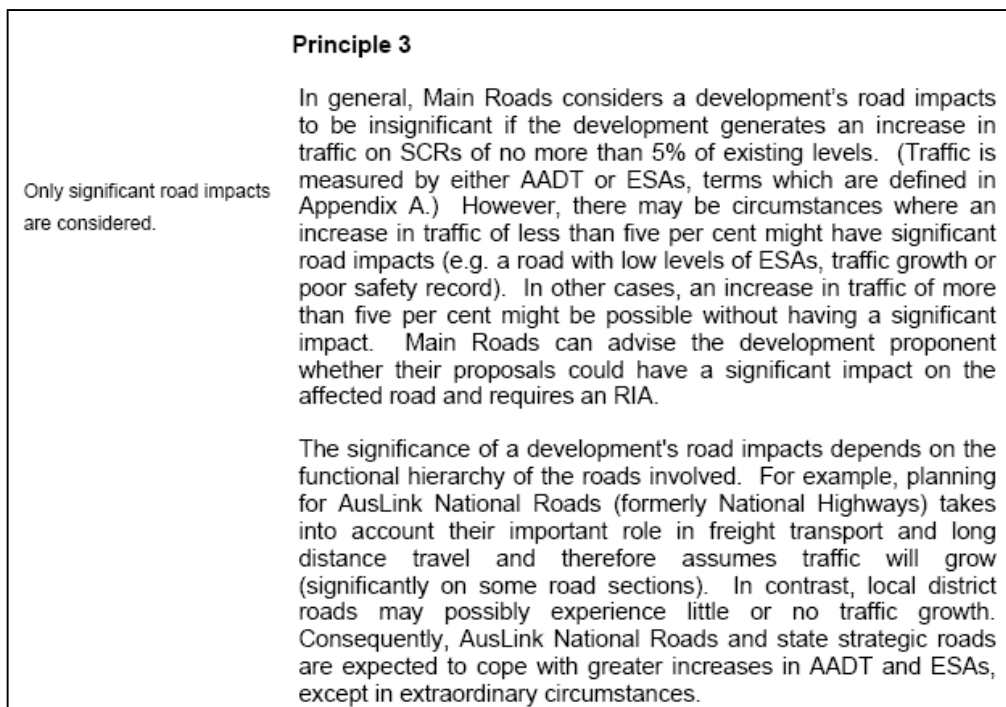 Principle 3
In general, Main Roads considers a development's road impacts
to be insignificant if the development generates an increase in
traffic on SCRs of no more than 5% of existing levels.  (Traffic is
measured by either AADT or ESAs, terms which are defined in
Appendix A.)  However, there may be circumstances where an
increase in traffic of less than five per cent might have significant
road impacts (e.g. a road with low levels of ESAs, traffic growth or
poor safety record).  In other cases, an increase in traffic of more
than five per cent might be possible without having a significant
impact.  Main Roads can advise the development proponent
whether their proposals could have a significant impact on the
affected road and requires an RIA.
Only significant road impacts
are considered.
The significance of a development's road impacts depends on the
functional hierarchy of the roads involved.  For example, planning
for AusLink National Roads (formerly National Highways) takes
into account their important role in freight transport and long
distance travel and therefore assumes traffic will grow
(significantly on some road sections).  In contrast, local district
roads may possibly experience little or no traffic growth.
Consequently, AusLink National Roads and state strategic roads
are expected to cope with greater increases in AADT and ESAs,
except in extraordinary circumstances.